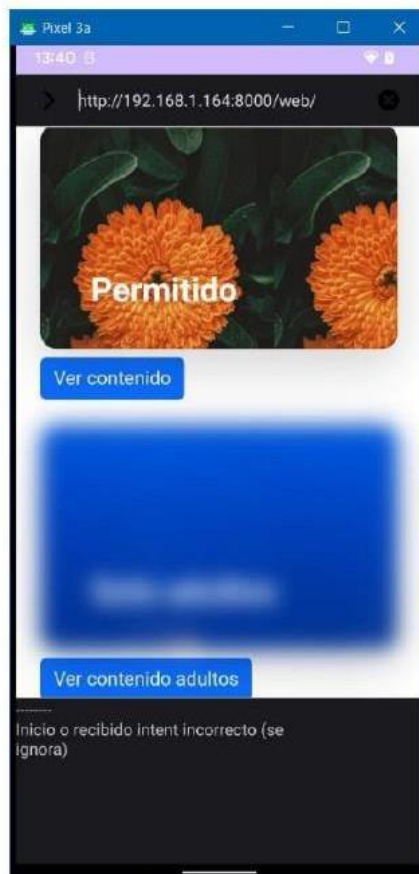 Pixel 3a
13:40
http://192.168.1.164:8000/web/
Permitido
Ver contenido
Ver contenido adultos
--------
Inicio o recibido intent incorrecto (se
ignora)